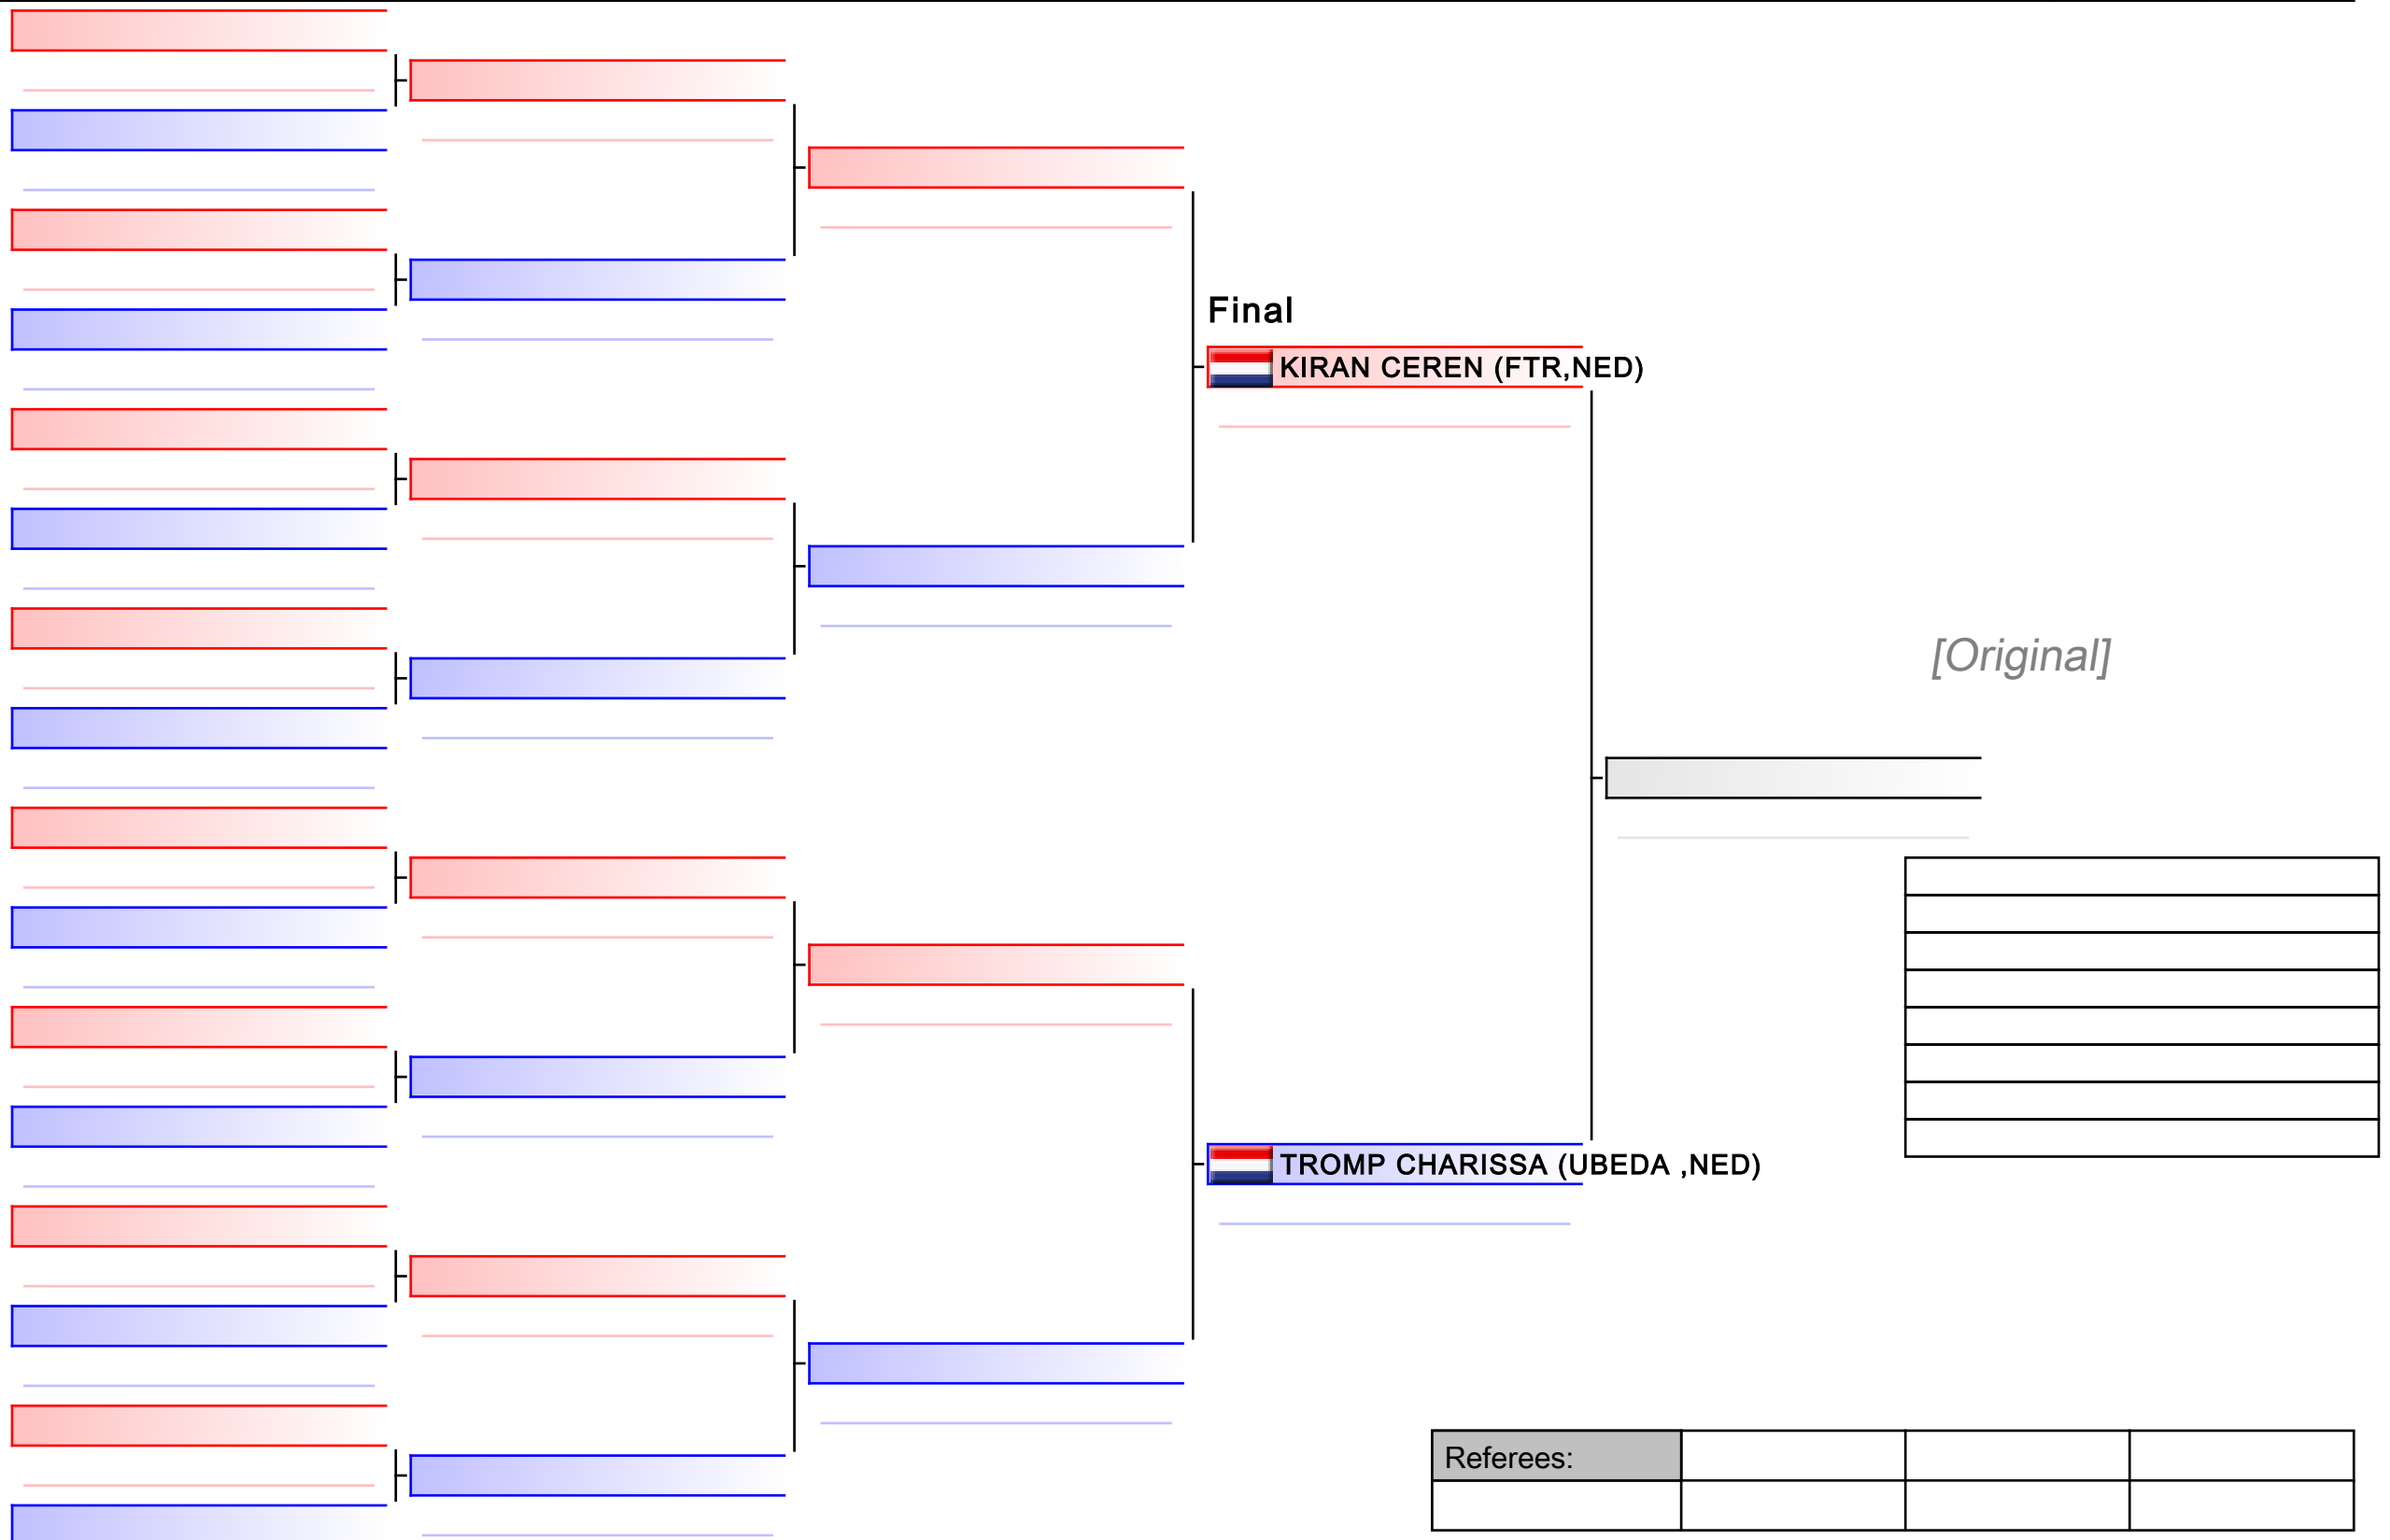 Final
KIRAN CEREN (FTR,NED)
[Original]
TROMP CHARISSA (UBEDA ,NED)
Referees: